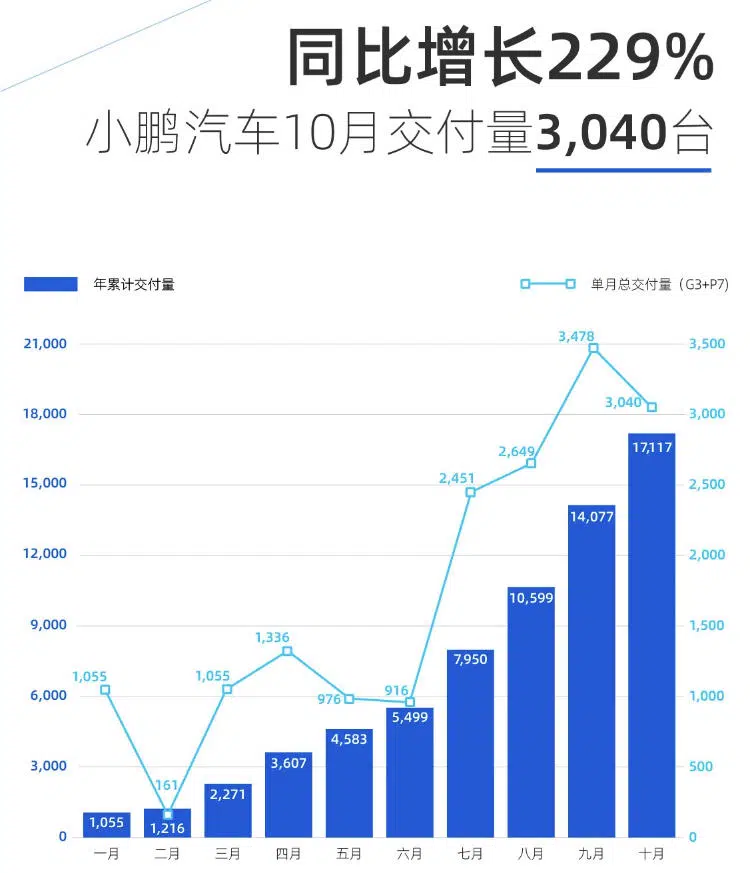 同比增长229%
小鹏汽车10月交付量3,040台
年累计交付量 单月总交付量（G3+P7)
21,000 3,478 3,500
18,000 3,040 3,000
17,117
15,000 2,451 2,649 2,500
14,077
12,000 2,000
10,599
9,000 1,336 1,500
7,950
6,000 1,055 1,055 976 916 1,000
5,499
4,583
3,607
3,000 161 500
2,271
1,055 1,216
0 0
一月 二月 三月 四月 五月 六月 七月 八月 九月 十月